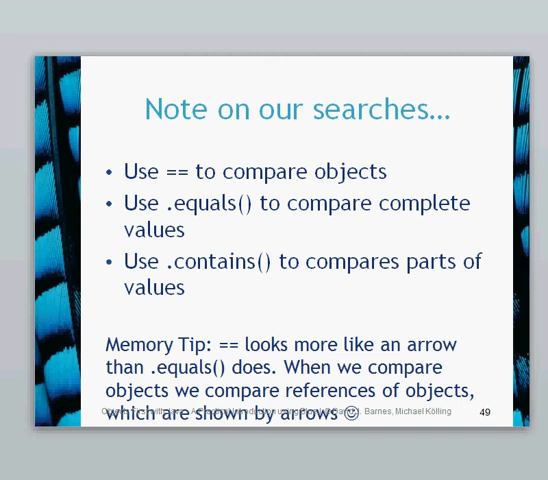 Note on our searches…
• Use == to compare objects
• Use .equals() to compare complete
values
• Use .contains() to compares parts of
values
Memory Tip: == looks more like an arrow
than .equals() does. When we compare
objects we compare references of objects,
which are shown by arrows ☺
Barnes, Michael Kölling
49